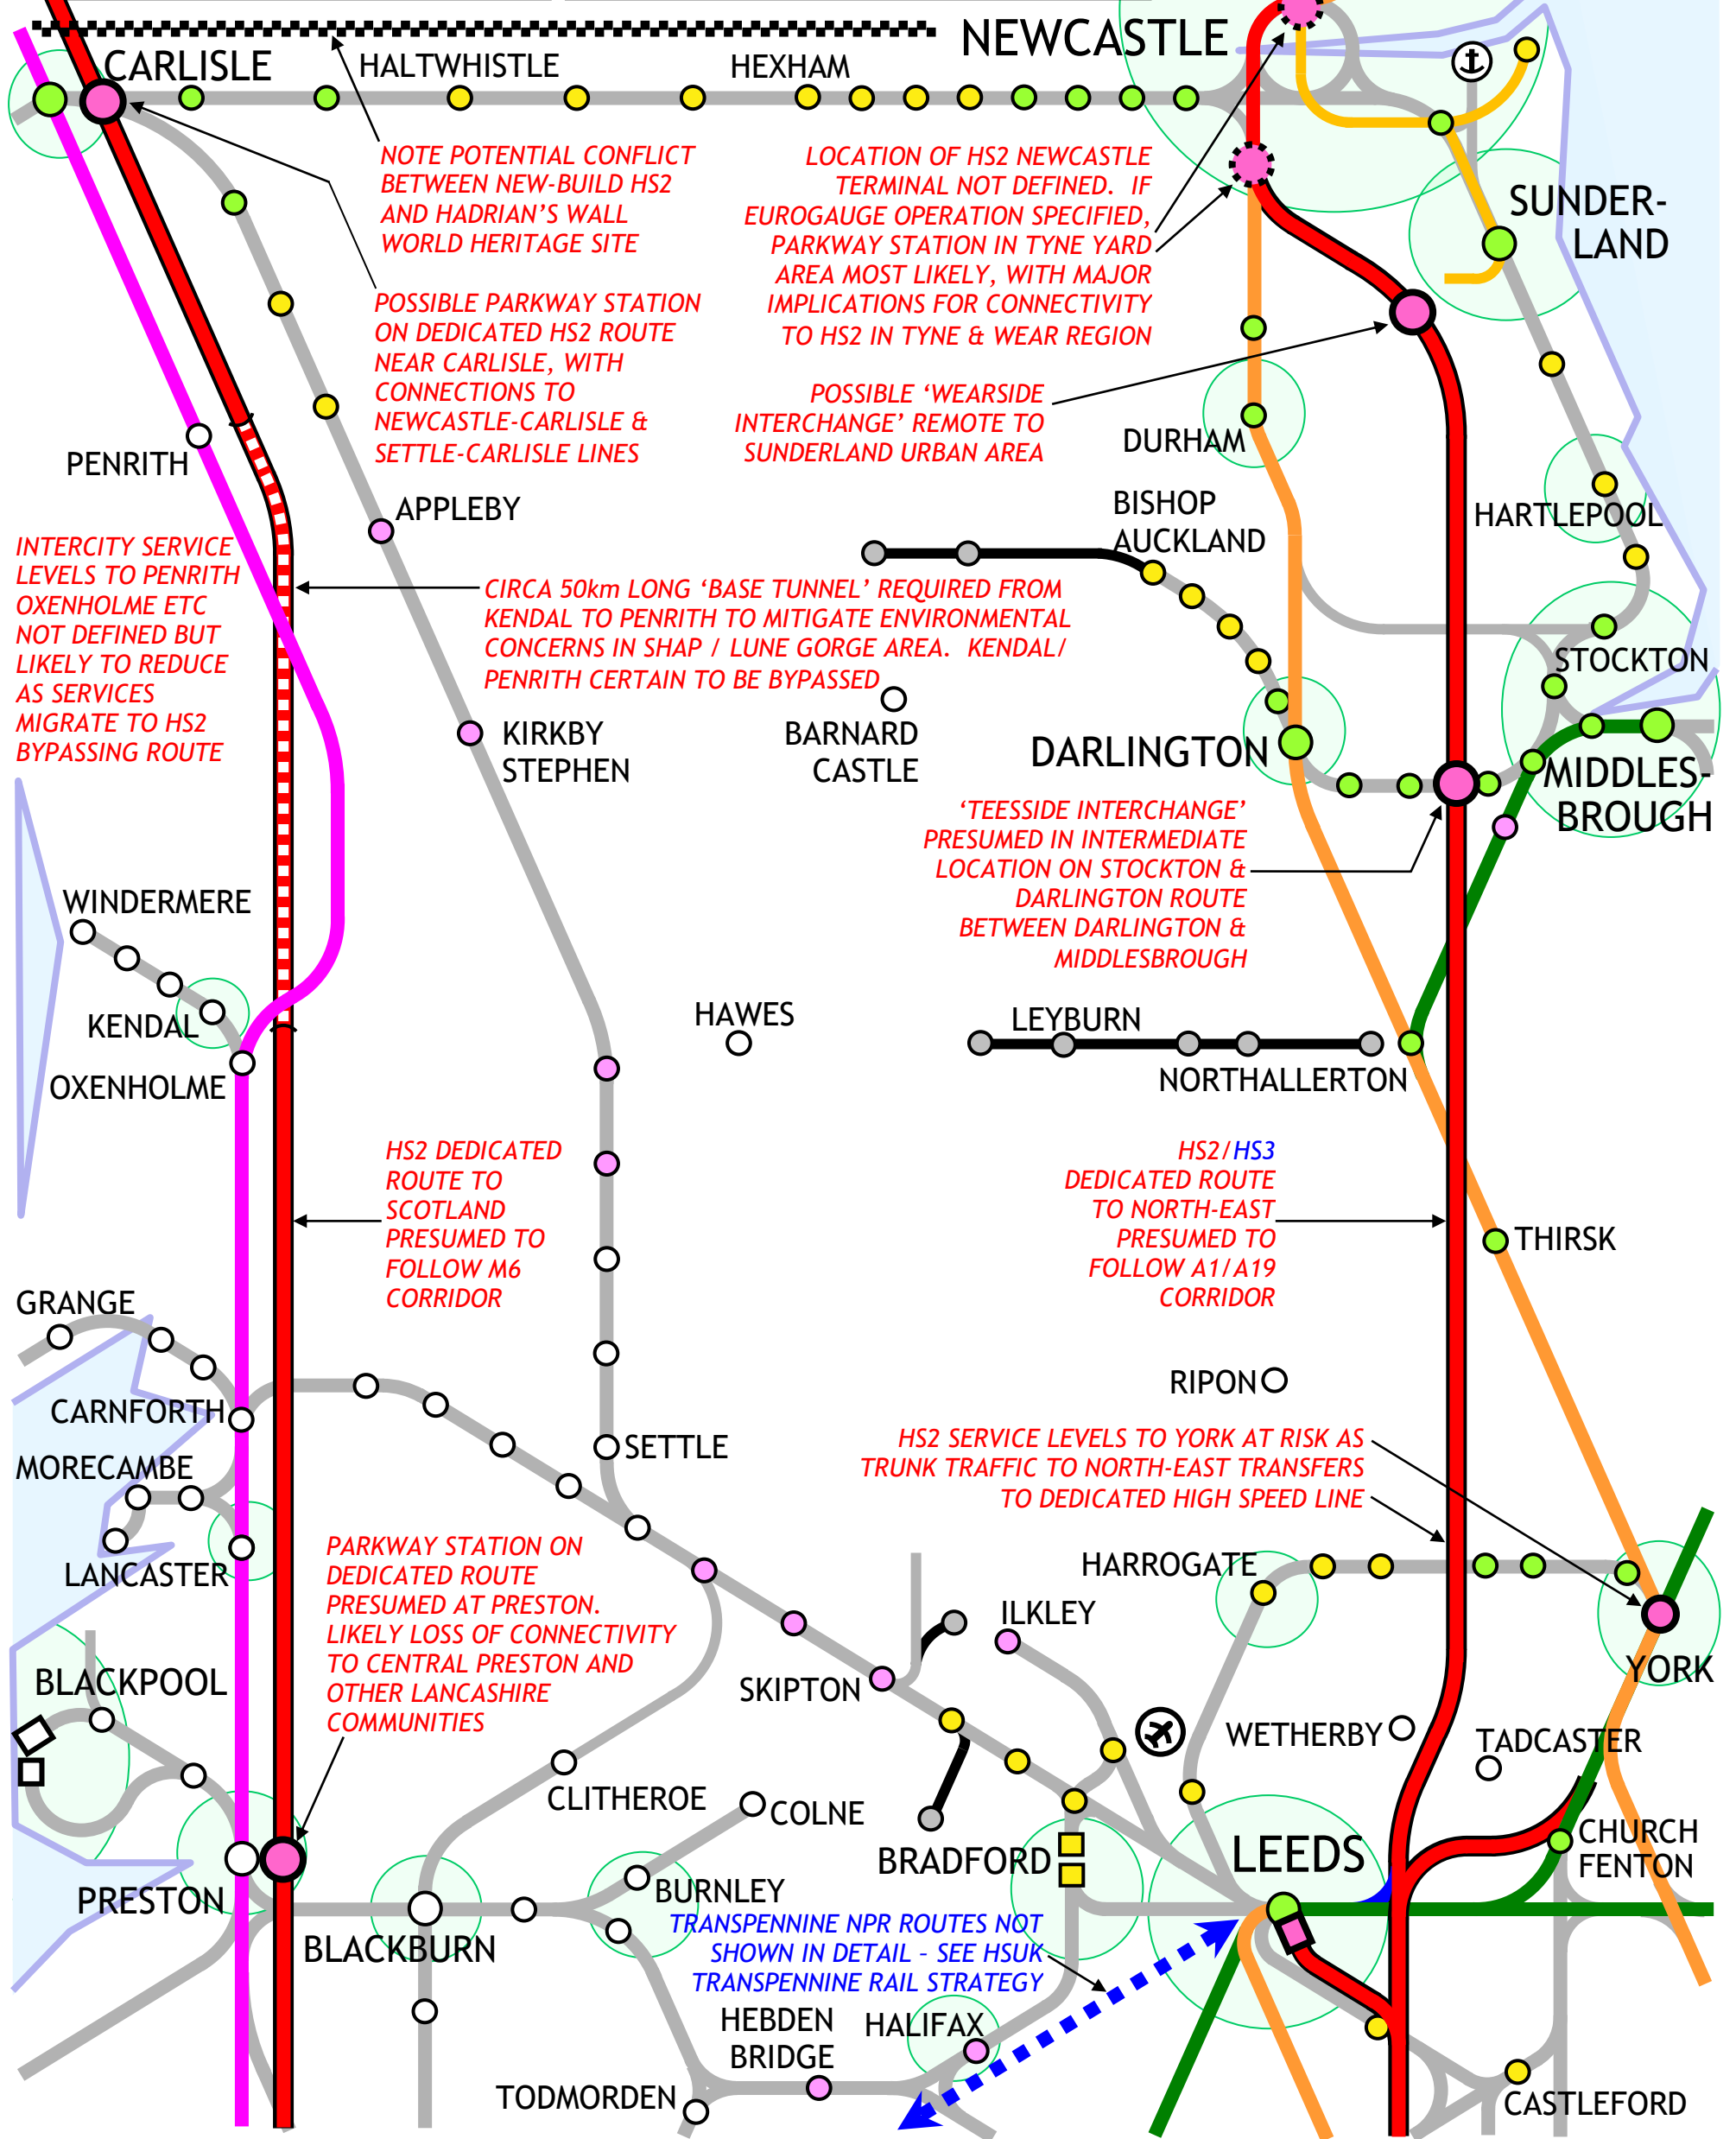 CARLISLE
HALTWHISTLE
HEXHAM
NEWCASTLE
NOTE POTENTIAL CONFLICT
BETWEEN NEW-BUILD HS2
AND HADRIAN'S WALL
WORLD HERITAGE SITE
LOCATION OF HS2 NEWCASTLE
TERMINAL NOT DEFINED. IF
EUROGAUGE OPERATION SPECIFIED,
PARKWAY STATION IN TYNE YARD
AREA MOST LIKELY, WITH MAJOR
IMPLICATIONS FOR CONNECTIVITY
TO HS2 IN TYNE & WEAR REGION
SUNDER-
LAND
POSSIBLE PARKWAY STATION
ON DEDICATED HS2 ROUTE
NEAR CARLISLE, WITH
CONNECTIONS TO
NEWCASTLE-CARLISLE &
SETTLE-CARLISLE LINES
POSSIBLE ‘WEARSIDE
INTERCHANGE’ REMOTE TO
SUNDERLAND URBAN AREA
DURHAM
PENRITH
APPLEBY
BISHOP
AUCKLAND
HARTLEPOOL
INTERCITY SERVICE
LEVELS TO PENRITH
OXENHOLME ETC
NOT DEFINED BUT
LIKELY TO REDUCE
AS SERVICES
MIGRATE TO HS2
BYPASSING ROUTE
CIRCA 50km LONG ‘BASE TUNNEL’ REQUIRED FROM
KENDAL TO PENRITH TO MITIGATE ENVIRONMENTAL
CONCERNS IN SHAP / LUNE GORGE AREA. KENDAL/
PENRITH CERTAIN TO BE BYPASSED
STOCKTON
KIRKBY
STEPHEN
BARNARD
CASTLE
DARLINGTON
MIDDLES-
BROUGH
‘TEESSIDE INTERCHANGE’
PRESUMED IN INTERMEDIATE
LOCATION ON STOCKTON &
DARLINGTON ROUTE
BETWEEN DARLINGTON &
MIDDLESBROUGH
WINDERMERE
KENDAL
OXENHOLME
HAWES
LEYBURN
NORTHALLERTON
HS2 DEDICATED
ROUTE TO
SCOTLAND
PRESUMED TO
FOLLOW M6
CORRIDOR
HS2/HS3
DEDICATED ROUTE
TO NORTH-EAST
PRESUMED TO
FOLLOW A1/A19
CORRIDOR
THIRSK
GRANGE
RIPON
CARNFORTH
MORECAMBE
SETTLE
HS2 SERVICE LEVELS TO YORK AT RISK AS
TRUNK TRAFFIC TO NORTH-EAST TRANSFERS
TO DEDICATED HIGH SPEED LINE
LANCASTER
PARKWAY STATION ON
DEDICATED ROUTE
PRESUMED AT PRESTON.
LIKELY LOSS OF CONNECTIVITY
TO CENTRAL PRESTON AND
OTHER LANCASHIRE
COMMUNITIES
HARROGATE
ILKLEY
YORK
BLACKPOOL
SKIPTON
WETHERBY
TADCASTER
CLITHEROE
COLNE
BRADFORD
LEEDS
CHURCH
FENTON
PRESTON
BURNLEY
BLACKBURN
TRANSPENNINE NPR ROUTES NOT
SHOWN IN DETAIL – SEE HSUK
TRANSPENNINE RAIL STRATEGY
HEBDEN
BRIDGE
HALIFAX
TODMORDEN
CASTLEFORD